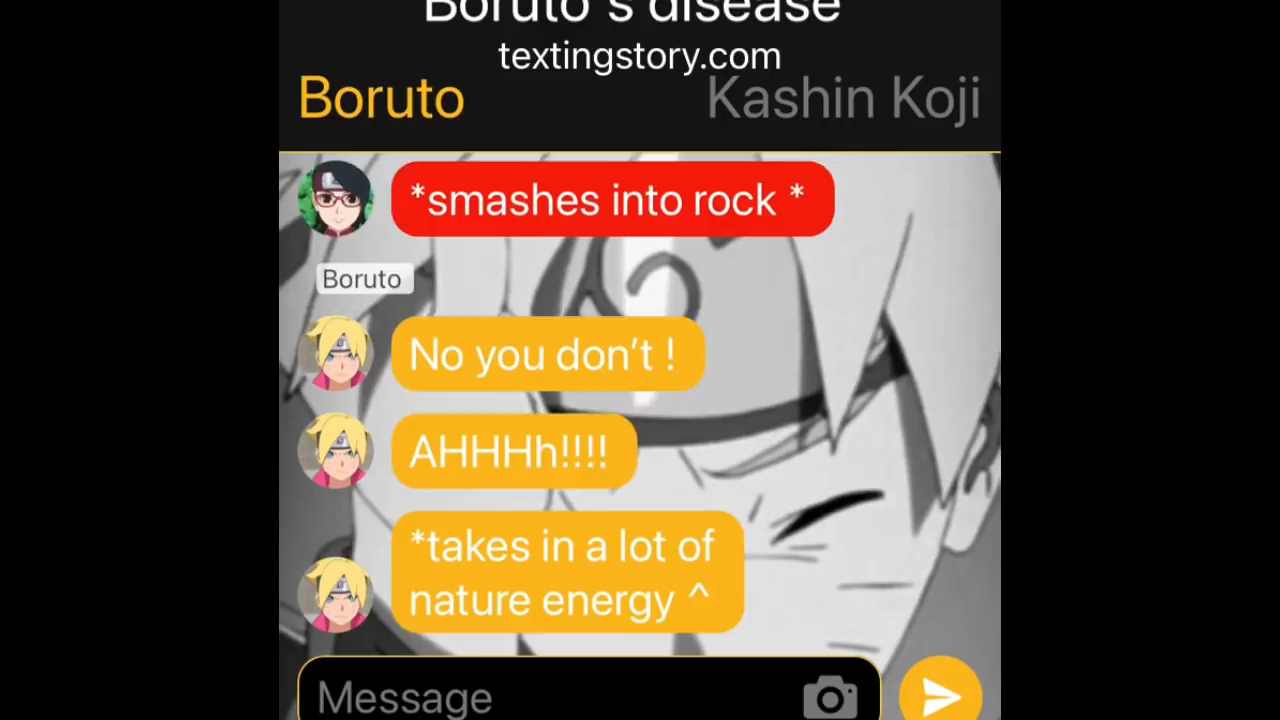 Boruto's disease
textingstory.com
Boruto
Kashin Koji
*smashes into rock *
Boruto
No you don't !
AHHHh!!!!
*takes in a lot of
nature energy ^
Message